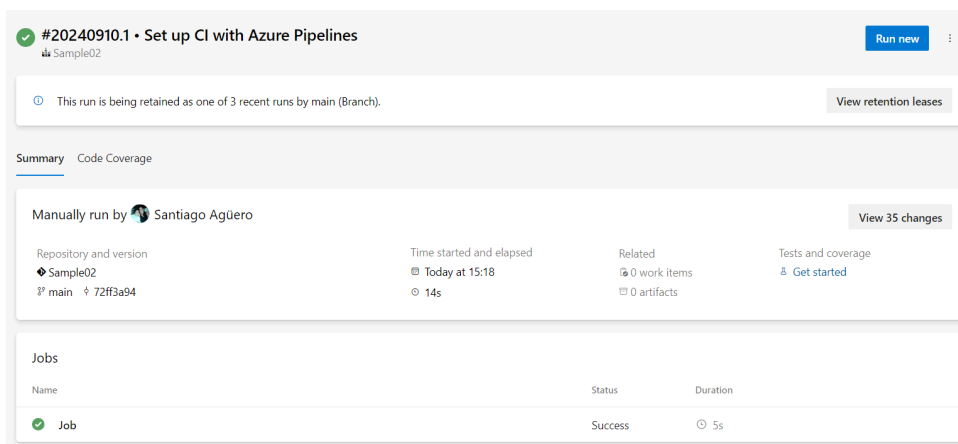 #20240910.1 • Set up CI with Azure Pipelines
Run new
Sample02
This run is being retained as one of 3 recent runs by main (Branch).
View retention leases
Summary Code Coverage
Manually run by Santiago Agüero
View 35 changes
Repository and version Time started and elapsed Related Tests and coverage
Sample02 Today at 15:18 0 work items Get started
main 72ff3a94 14s 0 artifacts
Jobs
Name Status Duration
Job Success 5s